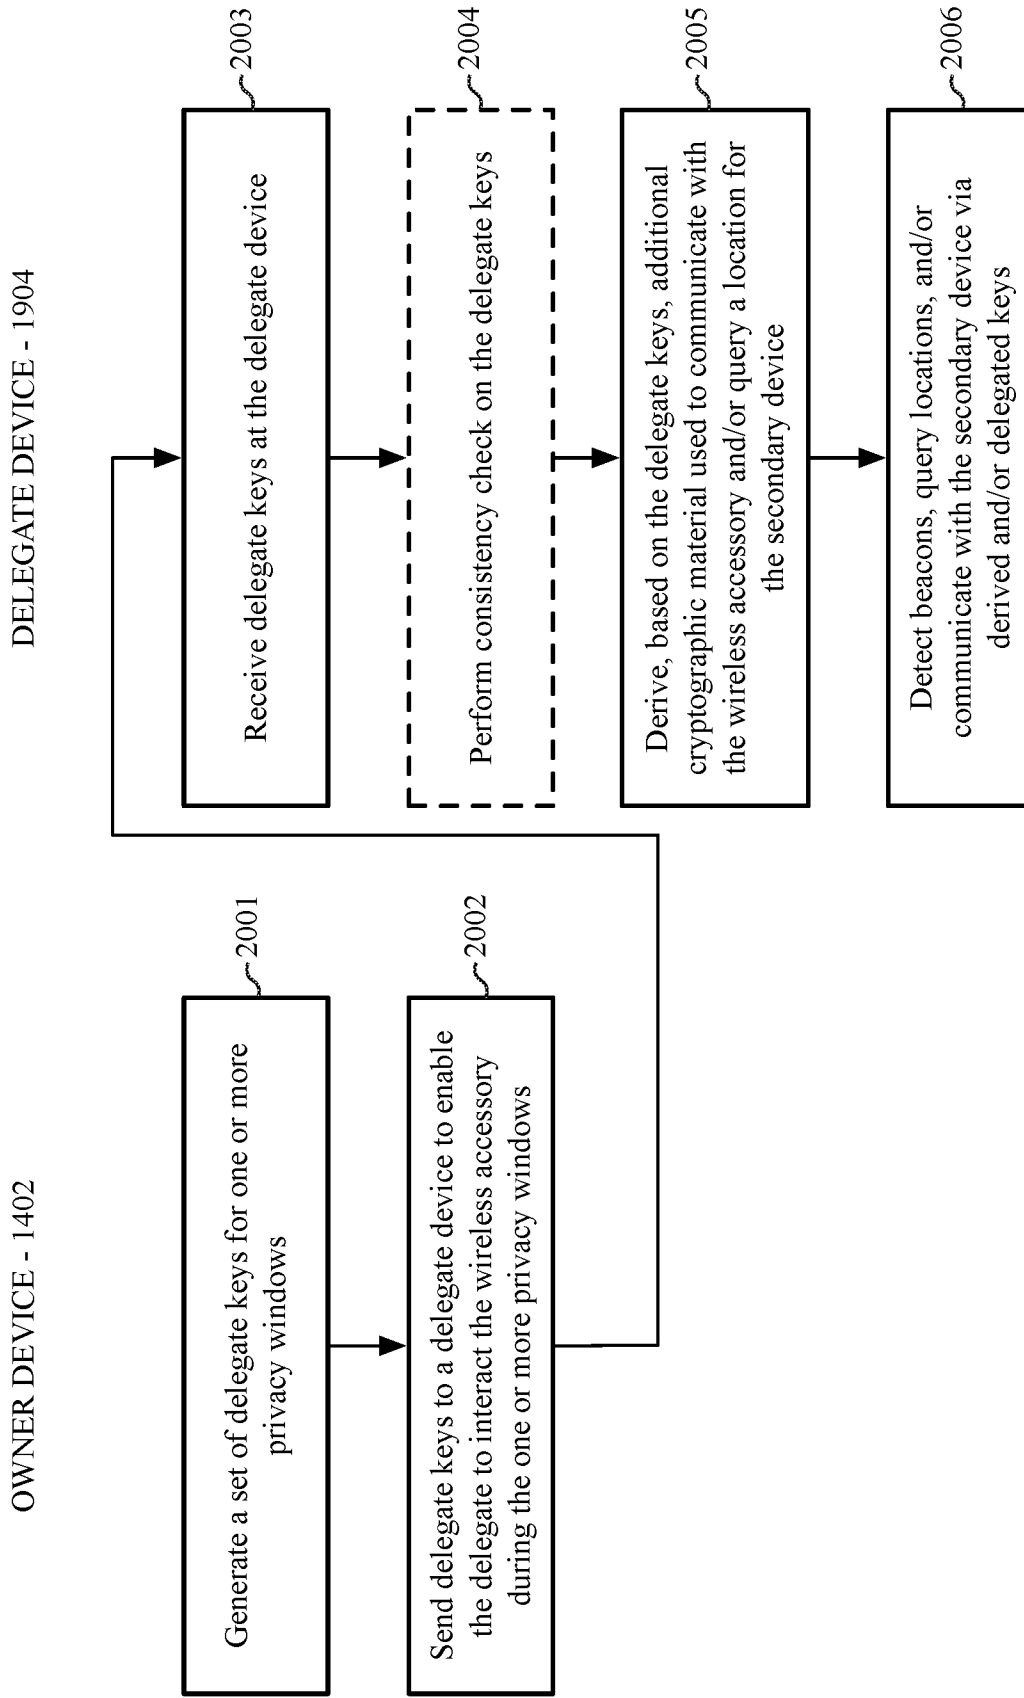 OWNER DEVICE - 1402
DELEGATE DEVICE - 1904
Generate a set of delegate keys for one or more
privacy windows
2001
Send delegate keys to a delegate device to enable
the delegate to interact the wireless accessory
during the one or more privacy windows
2002
Receive delegate keys at the delegate device
2003
Perform consistency check on the delegate keys
2004
Derive, based on the delegate keys, additional
cryptographic material used to communicate with
the wireless accessory and/or query a location for
the secondary device
2005
Detect beacons, query locations, and/or
communicate with the secondary device via
derived and/or delegated keys
2006